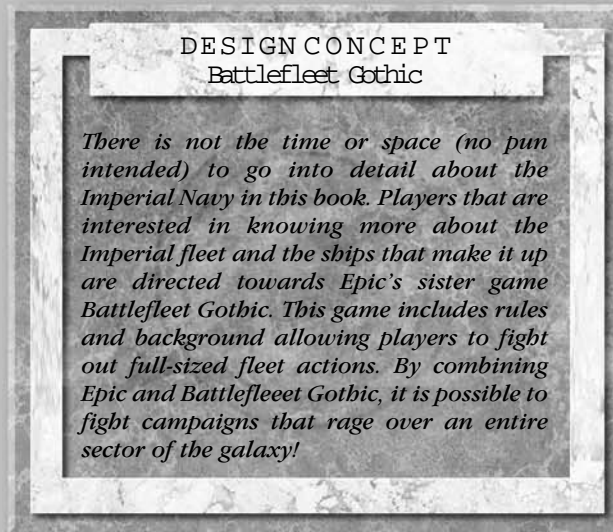 DESIGN CONCEPT
Battlefleet Gothic
There is not the time or space (no pun
intended) to go into detail about the
Imperial Navy in this book. Players that are
interested in knowing more about the
Imperial fleet and the ships that make it up
are directed towards Epic's sister game
Battlefleet Gothic. This game includes rules
and background allowing players to fight
out full-sized fleet actions. By combining
Epic and Battlefleeet Gothic, it is possible to
fight campaigns that rage over an entire
sector of the galaxy!